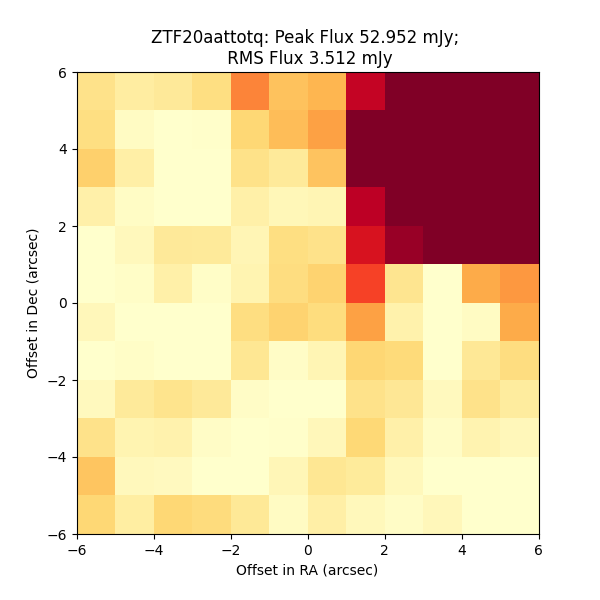 ZTF20aattotq: Peak Flux 52.952 mJy;
RMS Flux 3.512 mJy
6
4
2
0
−2
−4
−6
Offset in Dec (arcsec)
−6 −4 −2 0 2 4 6
Offset in RA (arcsec)